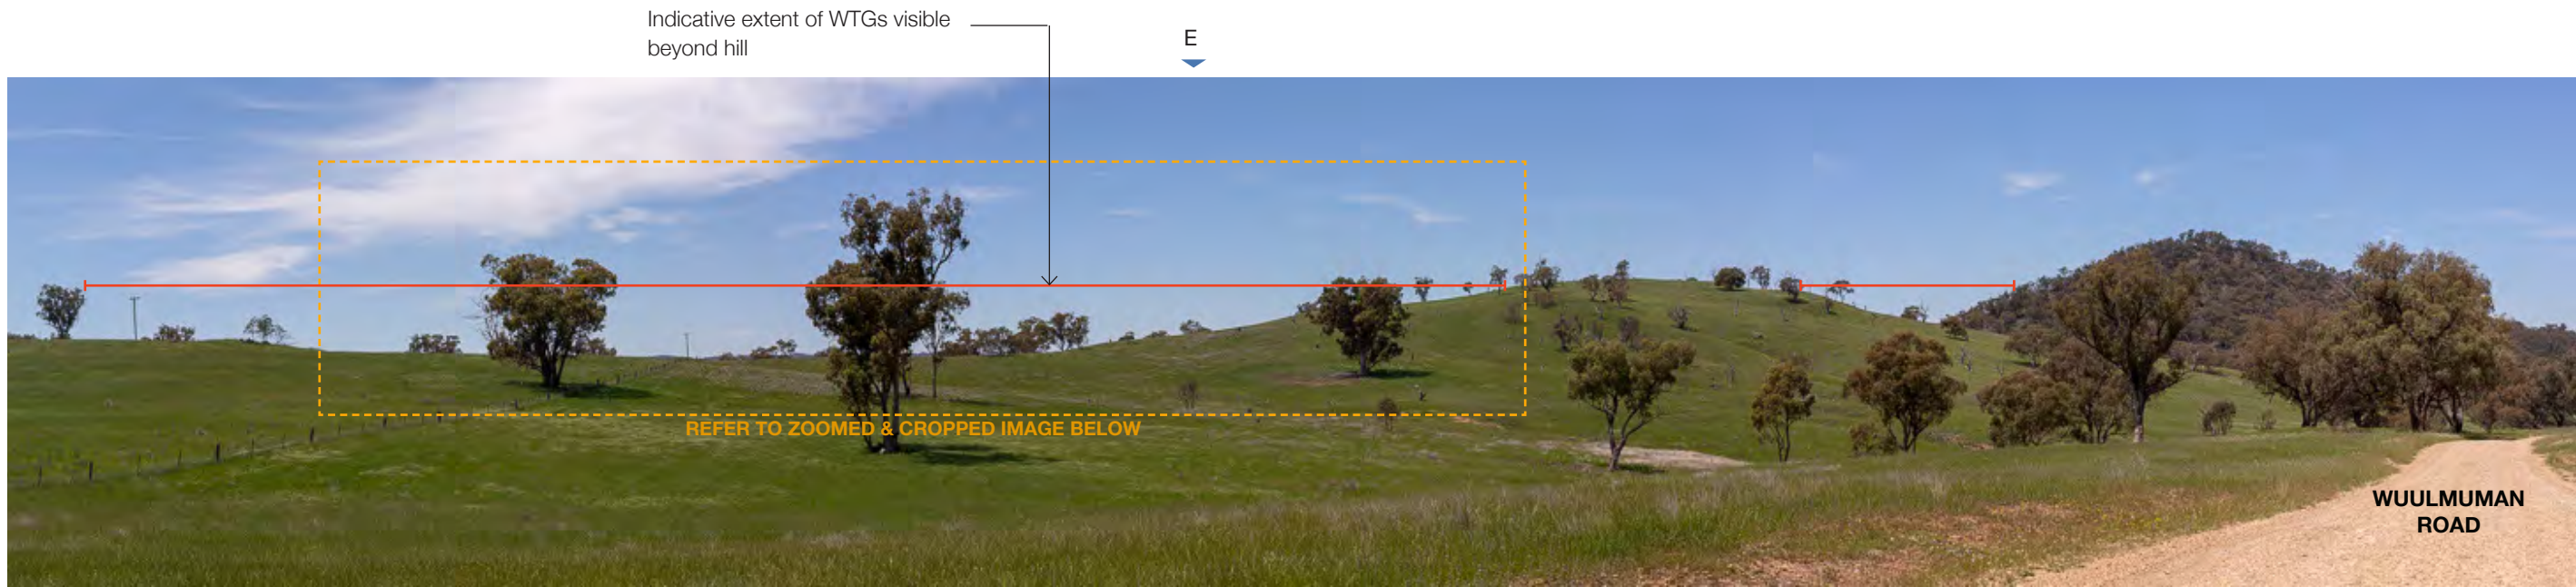 Indicative extent of WTGs visible
beyond hill
E
REFER TO ZOOMED & CROPPED IMAGE BELOW
WUULMUMAN
ROAD